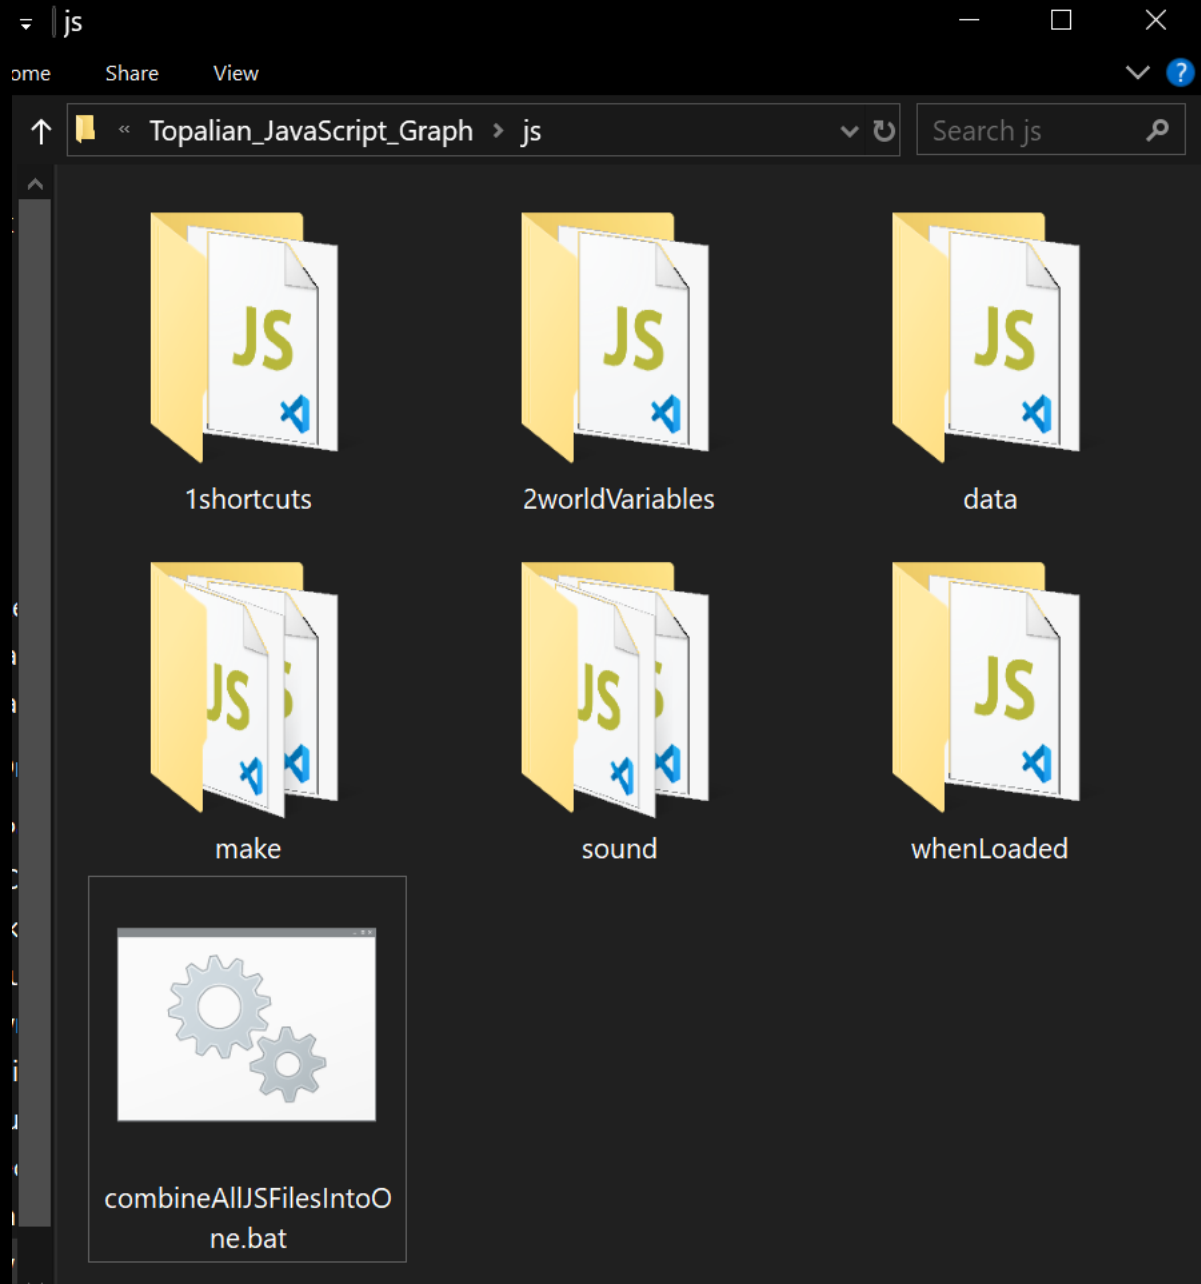 js
ome Share View
« Topalian_JavaScript_Graph > js
Search js
JS JS JS
1shortcuts 2worldVariables data
JS JS JS
make sound whenLoaded
combineAllJSFilesIntoO
ne.bat